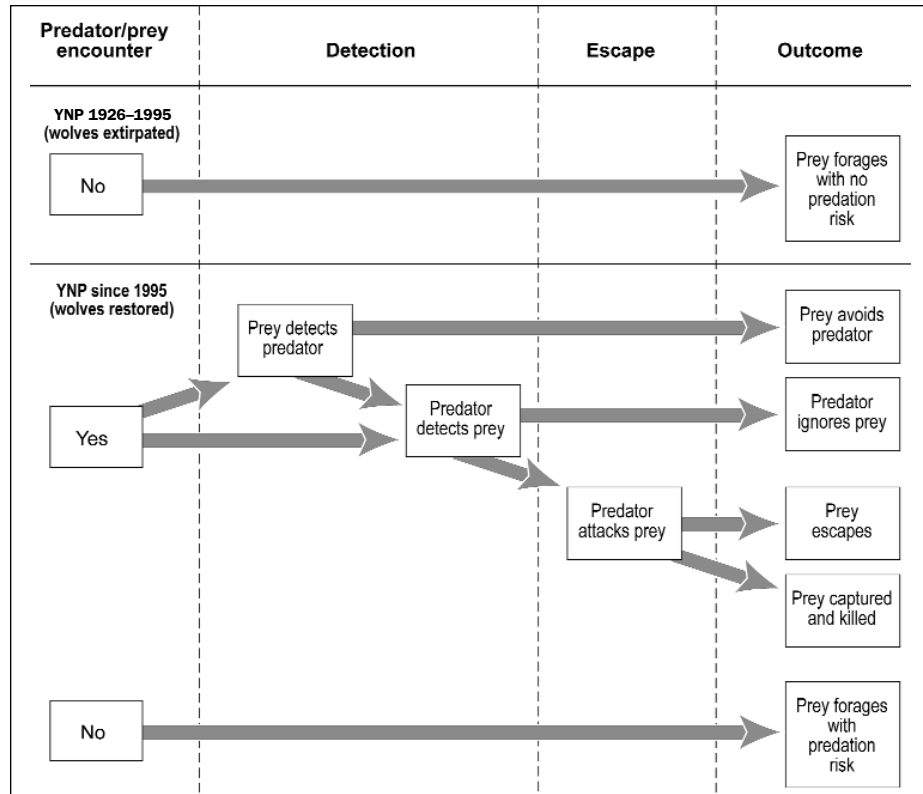 Predator/prey
encounter
Detection
Escape
Outcome
YNP 1926–1995
(wolves extirpated)
No
Prey forages
with no
predation
risk
YNP since 1995
(wolves restored)
Prey detects
predator
Prey avoids
predator
Yes
Predator
detects prey
Predator
ignores prey
Predator
attacks prey
Prey
escapes
Prey captured
and killed
No
Prey forages
with
predation
risk